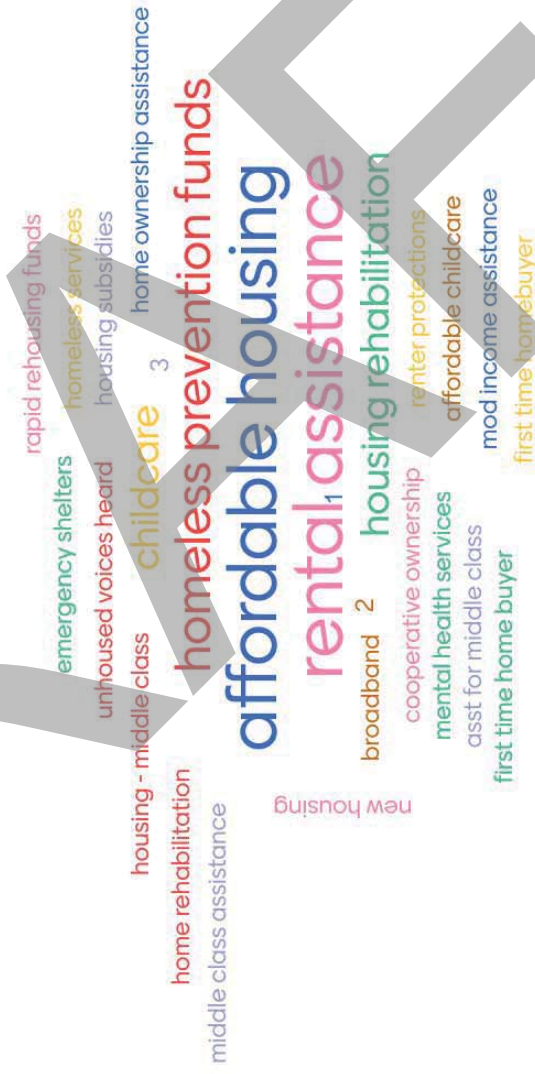 rapid rehousing funds
emergency shelters
homeless services
unhoused voices heard
housing subsidies
housing - middle class
home ownership assistance
childcare
3
home rehabilitation
homeless prevention funds
middle class assistance
affordable housing
new housing
rental assistance
1
broadband
2
housing rehabilitation
cooperative ownership
renter protections
mental health services
affordable childcare
asst for middle class
mod income assistance
first time home buyer
first time homebuyer